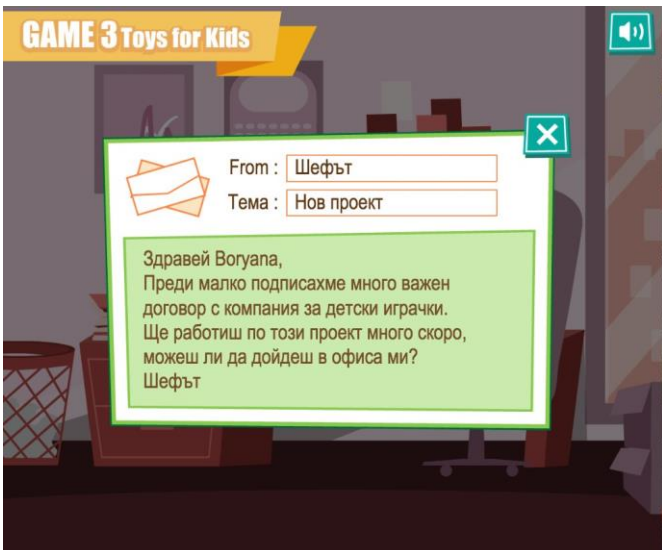 GAME 3 Toys for Kids
From : Шефът
Тема : Нов проект
Здравей Boryana,
Преди малко подписахме много важен
договор с компания за детски играчки.
Ще работиш по този проект много скоро,
можеш ли да дойдеш в офиса ми?
Шефът